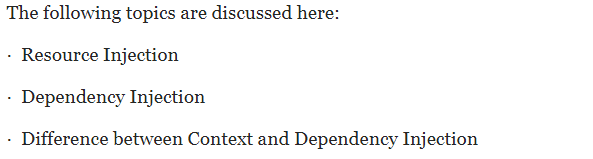 The following topics are discussed here:
· Resource Injection
· Dependency Injection
· Difference between Context and Dependency Injection